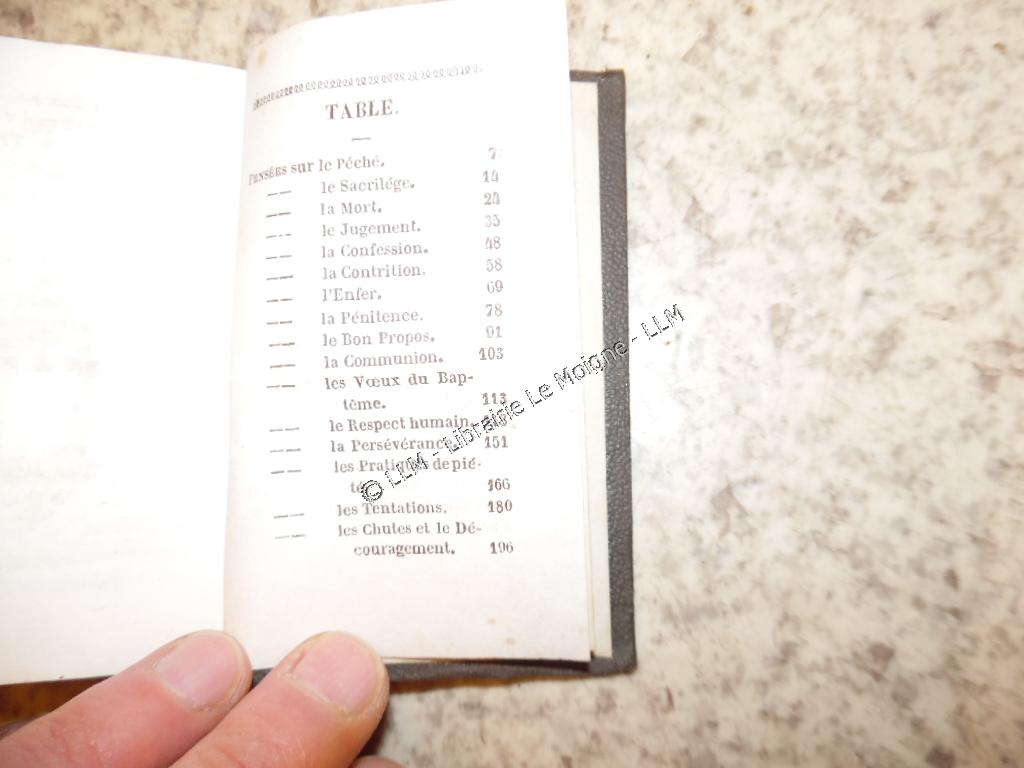 TABLE.
PENSÉES sur le Péché. 7
—— le Sacrilége. 14
—— la Mort. 24
—— le Jugement. 35
—— la Confession. 48
—— la Contrition. 58
—— l'Enfer. 69
—— la Pénitence. 78
—— le Bon Propos. 91
—— la Communion. 103
—— les Vœux du Bap-
tême. 113
—— le Respect humain.
—— la Persévérance. 151
—— les Pratiques de pié-
té. 166
—— les Tentations. 180
—— les Chutes et le Dé-
couragement. 196
© LLM - Librairie Le Moigne - LLM